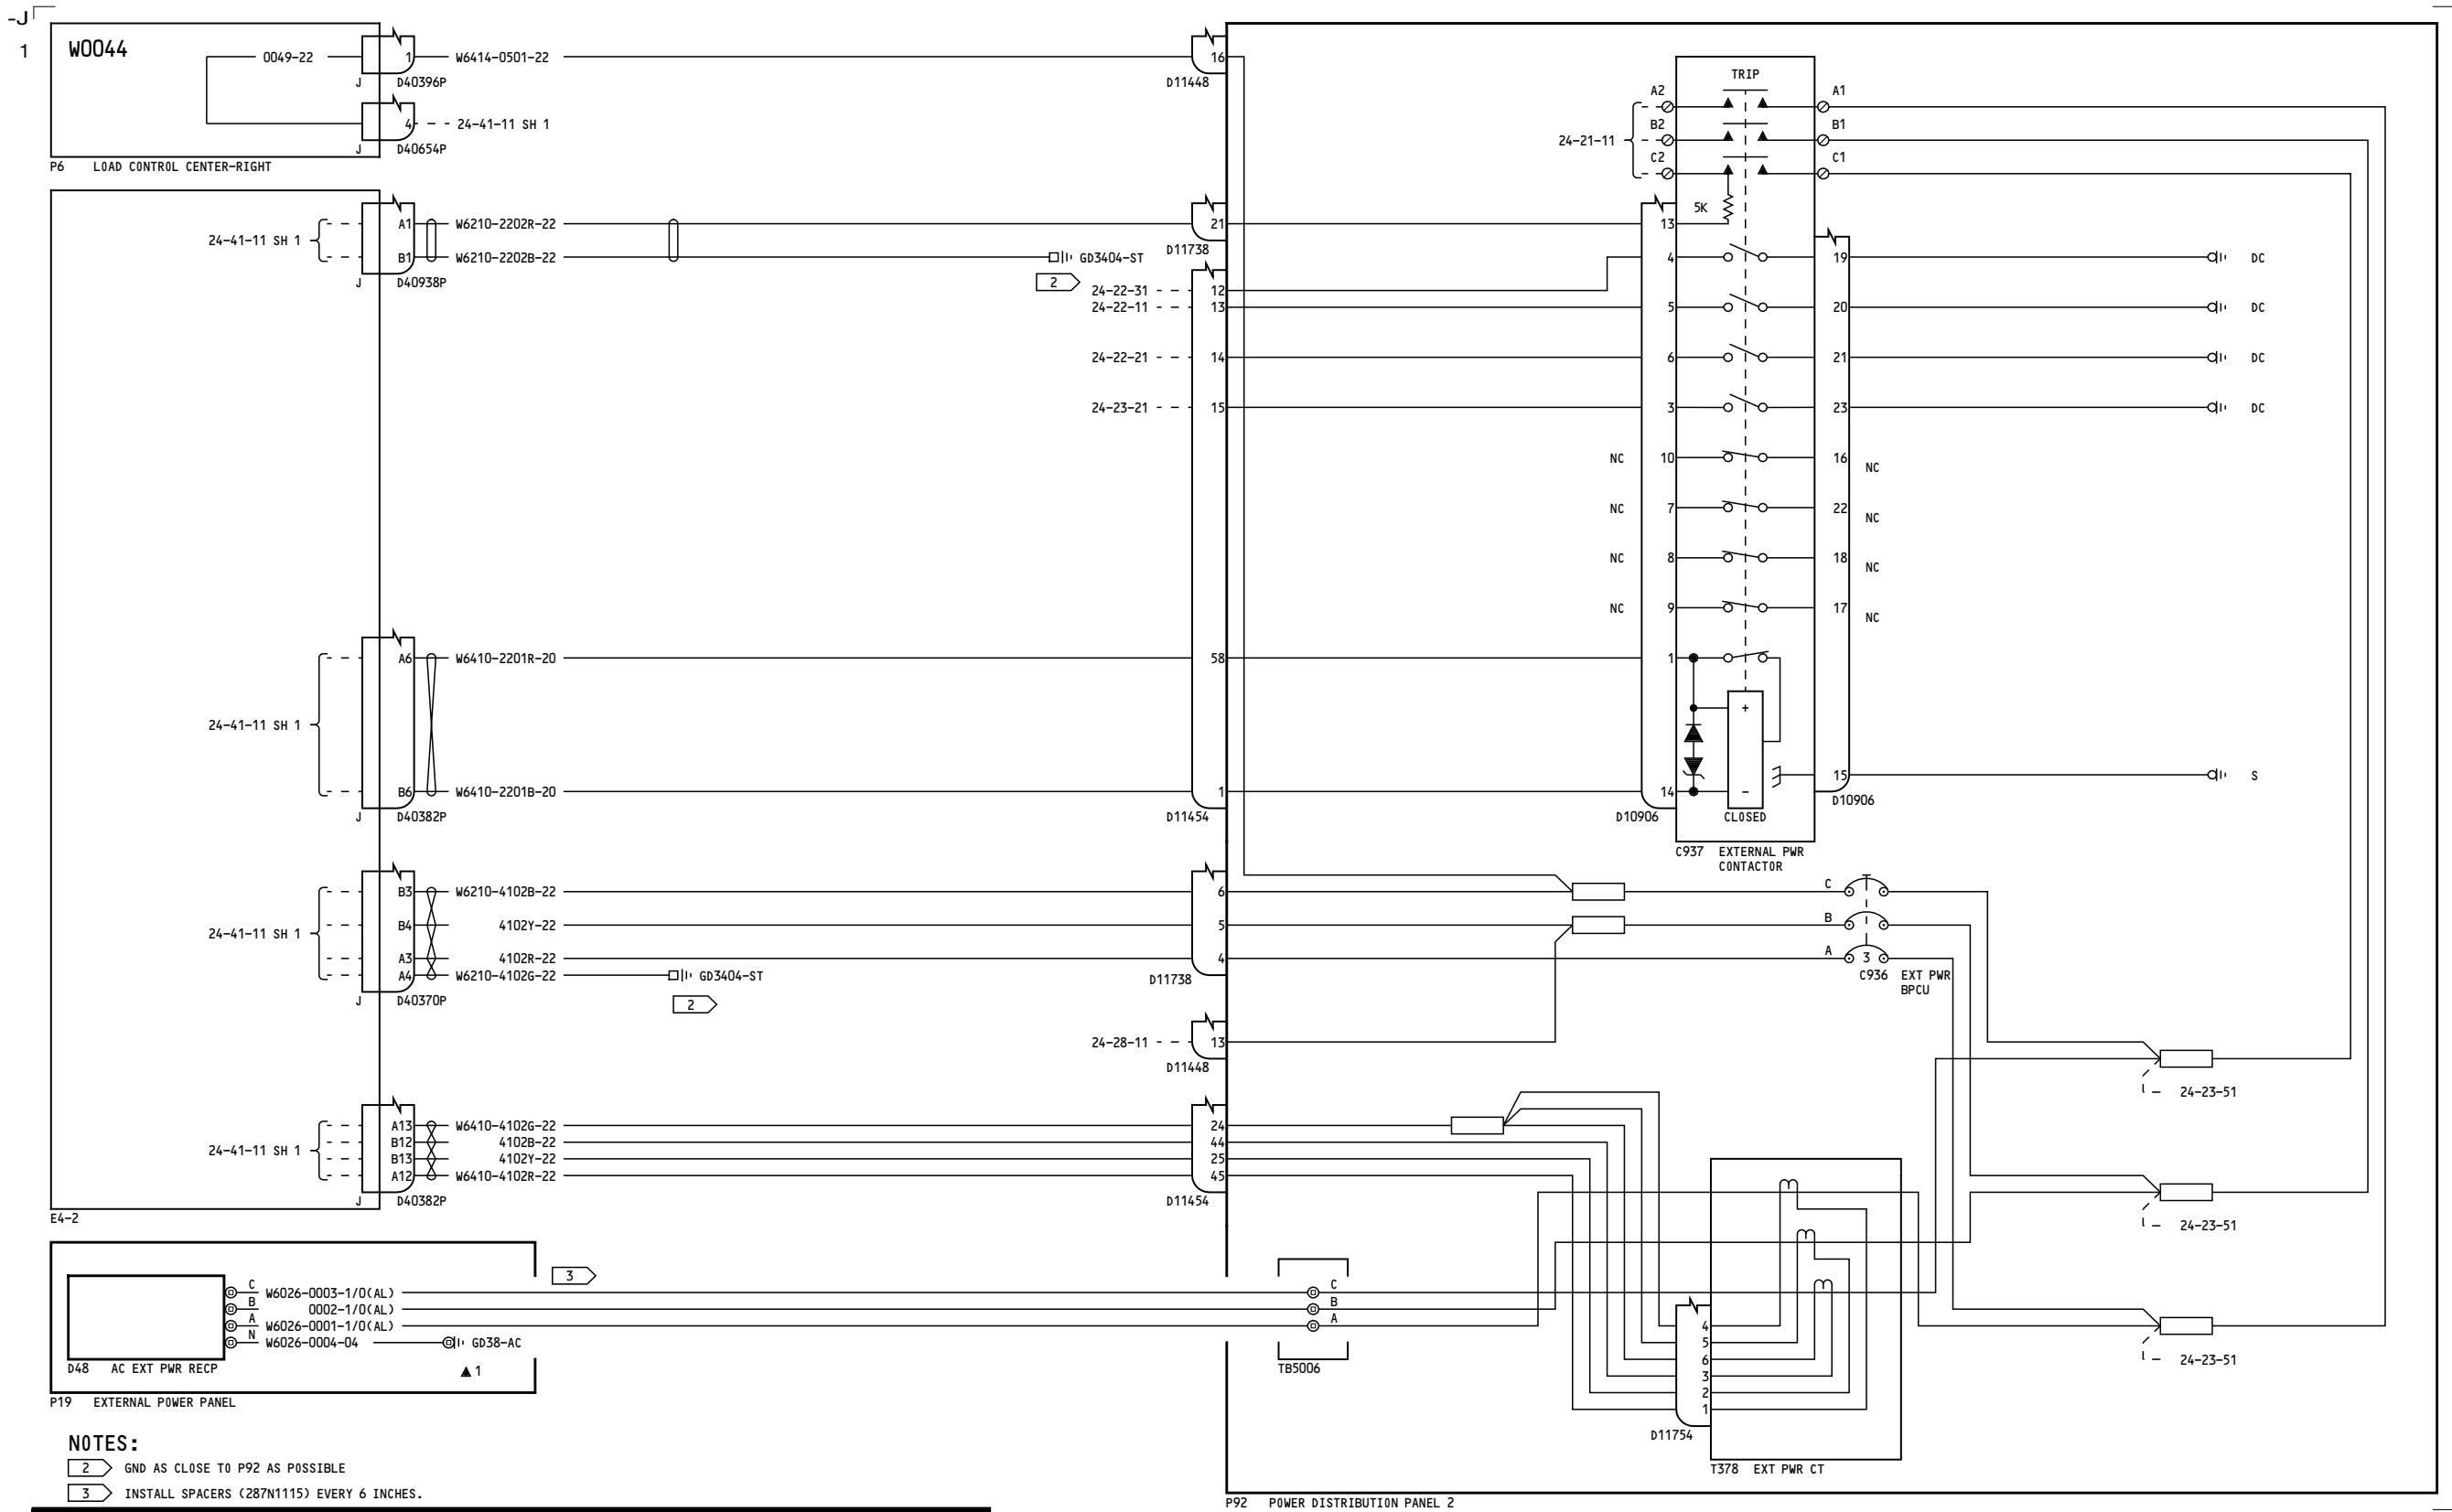 -J
1
W0044
0049-22
1
W6414-0501-22
J
D40396P
4
24-41-11 SH 1
J
D40654P
P6 LOAD CONTROL CENTER-RIGHT
16
D11448
TRIP
A2
A1
B2
B1
24-21-11
C2
C1
5K
24-41-11 SH 1
A1
W6210-2202R-22
B1
W6210-2202B-22
J
D40938P
GD3404-ST
2
21
D11738
13
24-22-31
12
4
19
DC
24-22-11
13
5
20
DC
24-22-21
14
6
21
DC
24-23-21
15
3
23
DC
NC
10
16
NC
NC
7
22
NC
NC
8
18
NC
NC
9
17
NC
24-41-11 SH 1
A6
W6410-2201R-20
58
1
+
B6
W6410-2201B-20
1
14
-
15
S
J
D40382P
D11454
D10906
CLOSED
D10906
C937 EXTERNAL PWR
CONTACTOR
24-41-11 SH 1
B3
W6210-4102B-22
6
C
B4
4102Y-22
5
B
A3
4102R-22
4
A
3
A4
W6210-4102G-22
GD3404-ST
J
D40370P
2
D11738
C936 EXT PWR
BPCU
24-28-11
13
D11448
24-23-51
24-41-11 SH 1
A13
W6410-4102G-22
24
B12
4102B-22
44
B13
4102Y-22
25
A12
W6410-4102R-22
45
J
D40382P
D11454
E4-2
24-23-51
3
C
W6026-0003-1/0(AL)
C
B
0002-1/0(AL)
B
A
W6026-0001-1/0(AL)
A
N
W6026-0004-04
GD38-AC
D48 AC EXT PWR RECP
1
TB5006
P19 EXTERNAL POWER PANEL
4
5
6
3
2
1
D11754
24-23-51
T378 EXT PWR CT
NOTES:
2 GND AS CLOSE TO P92 AS POSSIBLE
3 INSTALL SPACERS (287N1115) EVERY 6 INCHES.
P92 POWER DISTRIBUTION PANEL 2